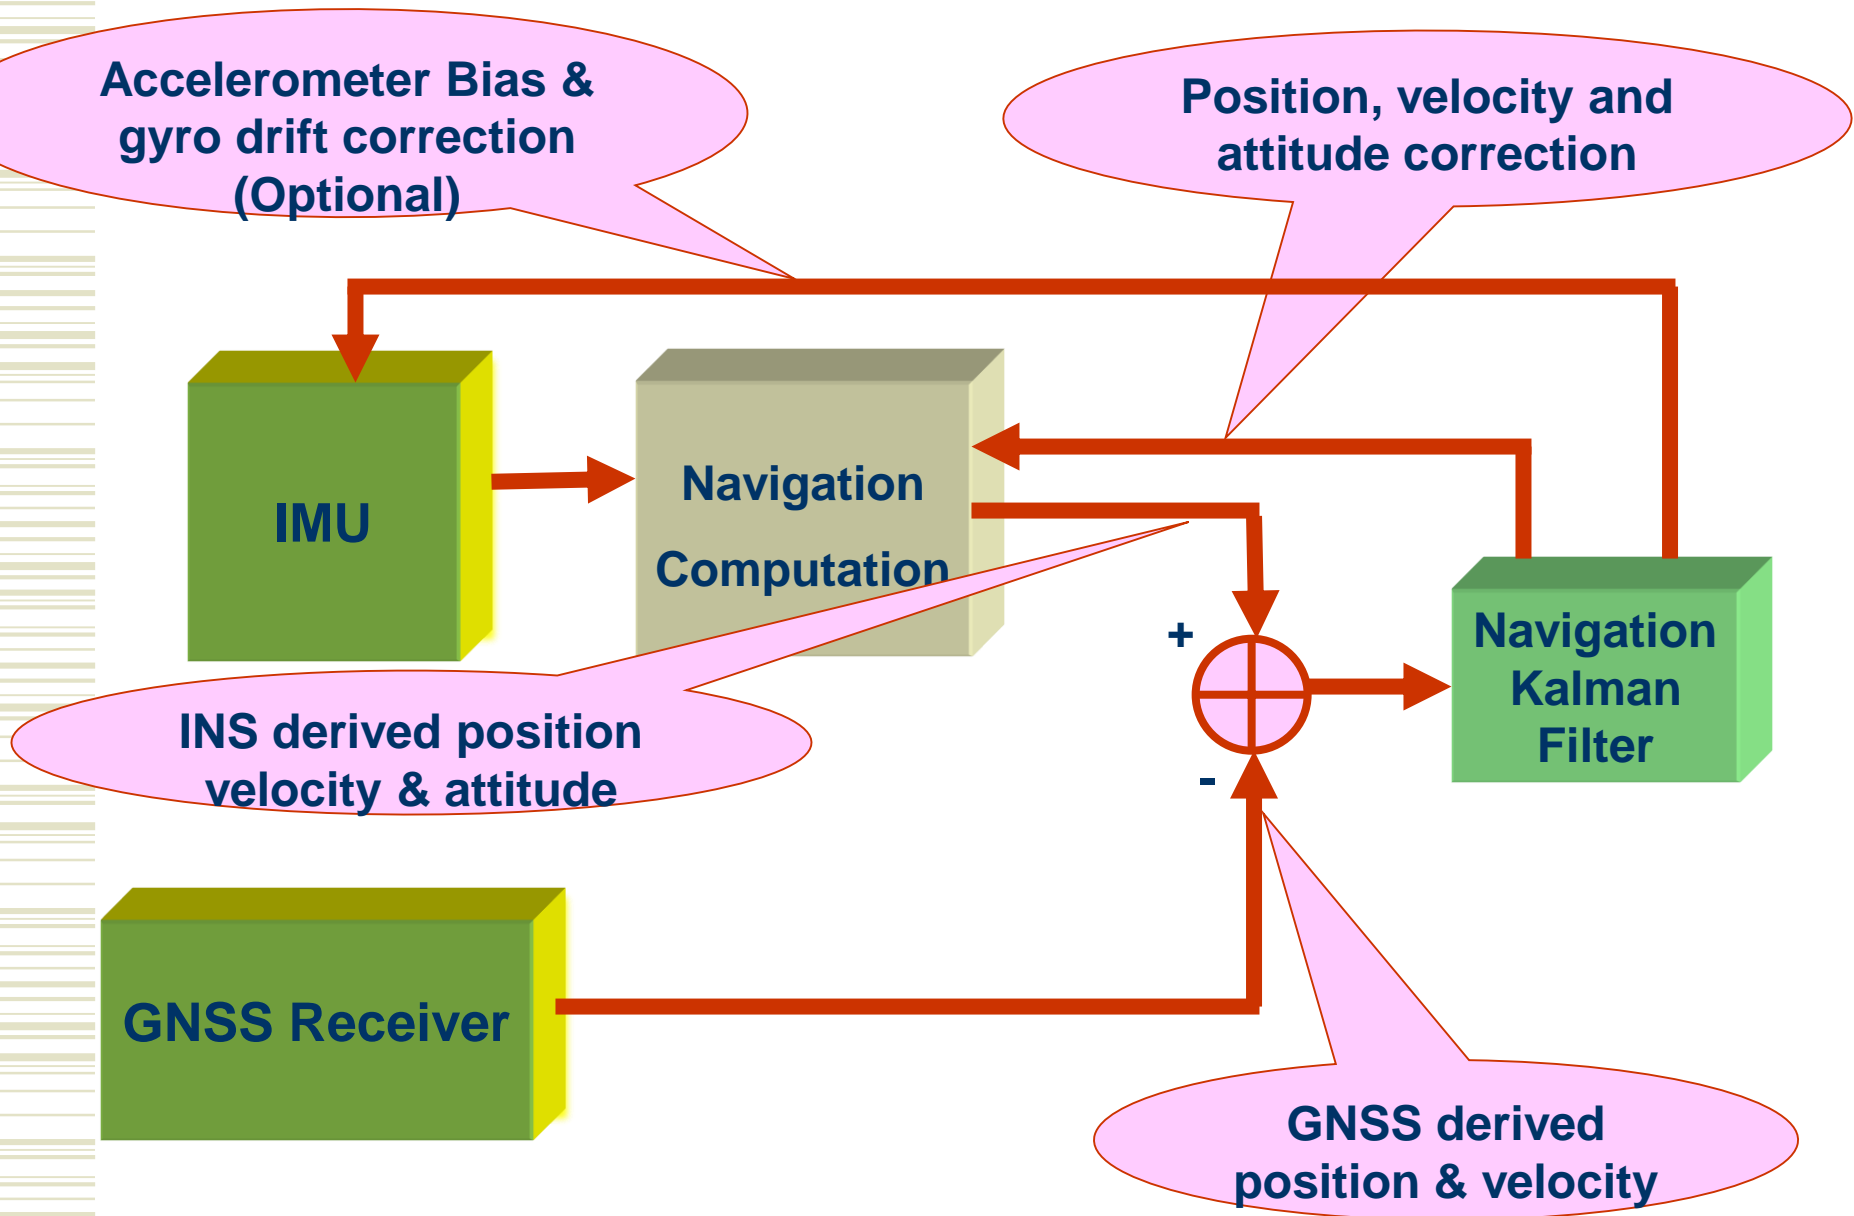 Accelerometer Bias &
gyro drift correction
(Optional)
Position, velocity and
attitude correction
IMU
Navigation
Computation
+
-
Navigation
Kalman
Filter
INS derived position
velocity & attitude
GNSS Receiver
GNSS derived
position & velocity